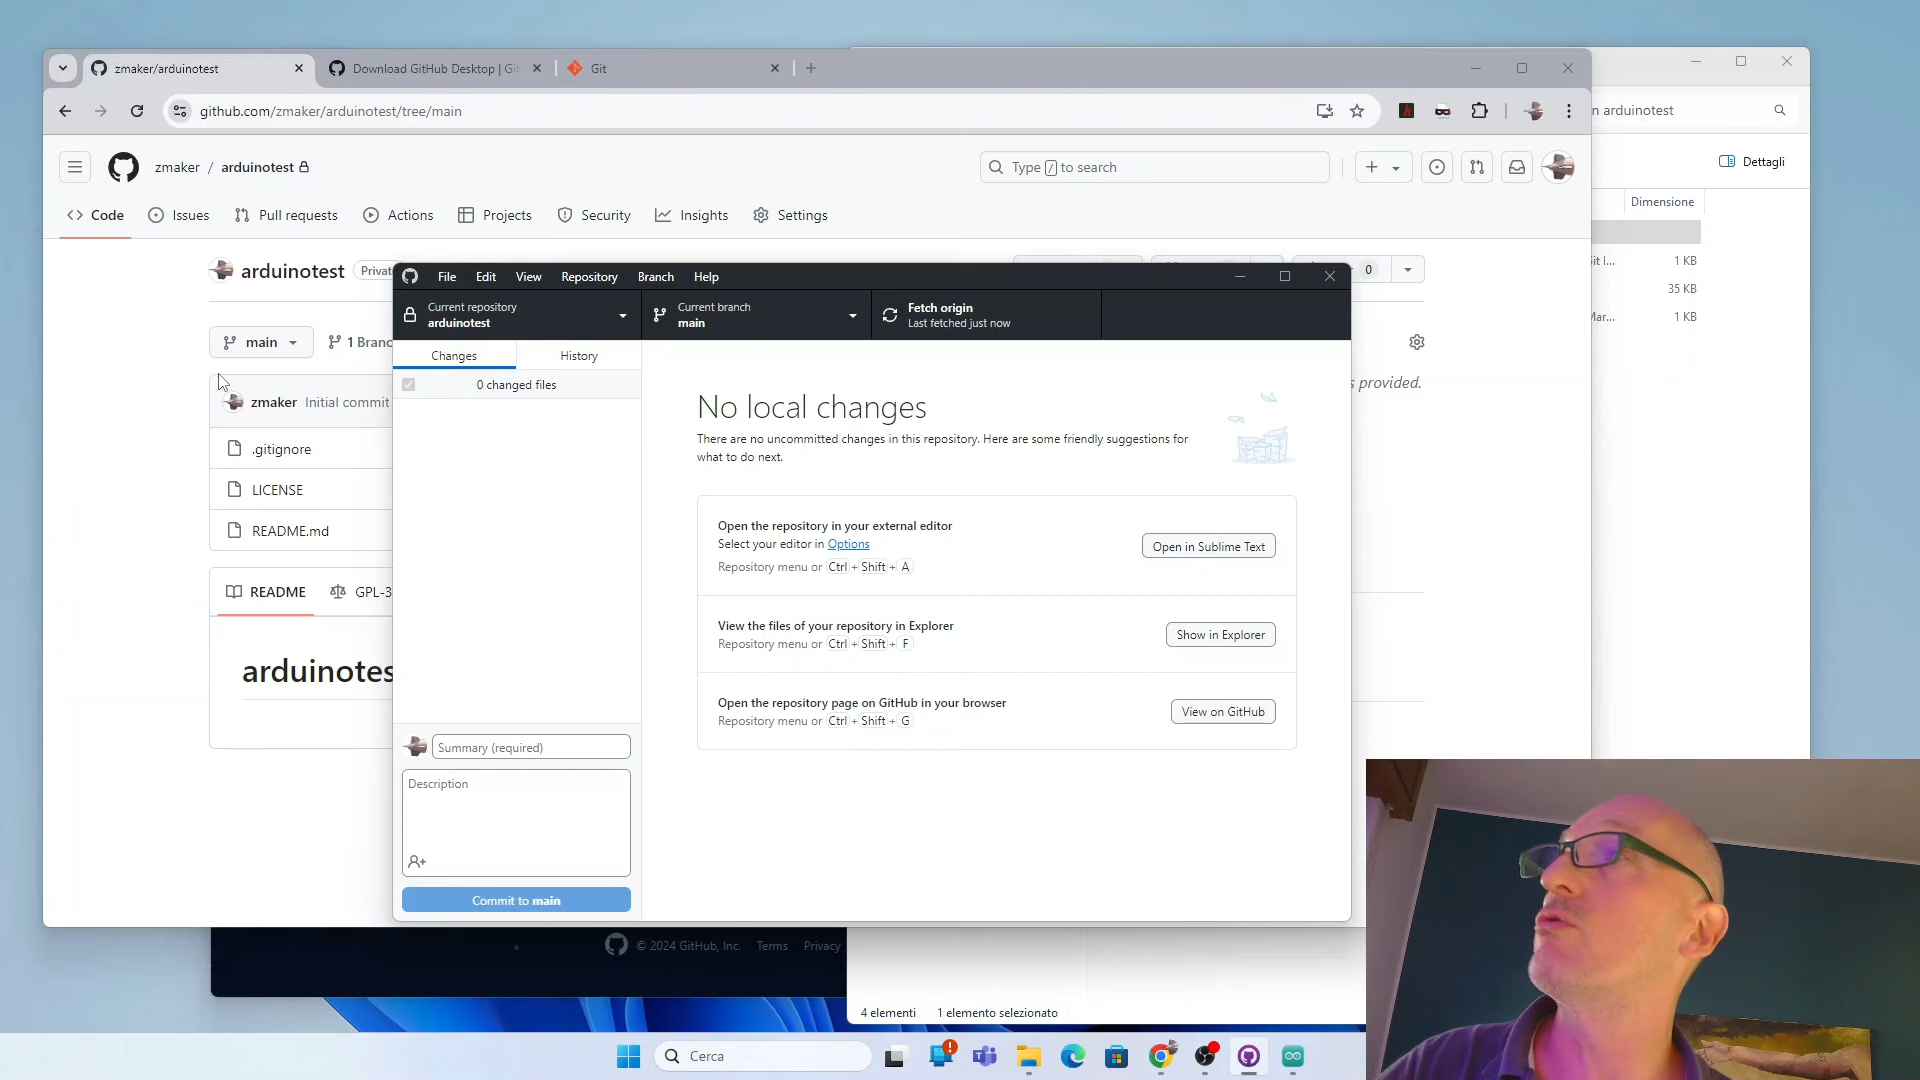 zmaker/arduinotest
Download GitHub Desktop | Git
Git
github.com/zmaker/arduinotest/tree/main
n arduinotest
zmaker / arduinotest
Type / to search
Dettagli
Code
Issues
Pull requests
Actions
Projects
Security
Insights
Settings
Dimensione
arduinotest
Privat
0
it I...
1 KB
35 KB
Mar...
1 KB
File
Edit
View
Repository
Branch
Help
Current repository
arduinotest
Current branch
main
Fetch origin
Last fetched just now
main
1 Branc
Changes
History
0 changed files
s provided.
zmaker
Initial commit
.gitignore
LICENSE
README.md
README
GPL-3
arduinotes
No local changes
There are no uncommitted changes in this repository. Here are some friendly suggestions for
what to do next.
Open the repository in your external editor
Select your editor in Options
Repository menu or Ctrl + Shift + A
Open in Sublime Text
View the files of your repository in Explorer
Repository menu or Ctrl + Shift + F
Show in Explorer
Open the repository page on GitHub in your browser
Repository menu or Ctrl + Shift + G
View on GitHub
Summary (required)
Description
Commit to main
© 2024 GitHub, Inc.
Terms
Privacy
4 elementi
1 elemento selezionato
Cerca